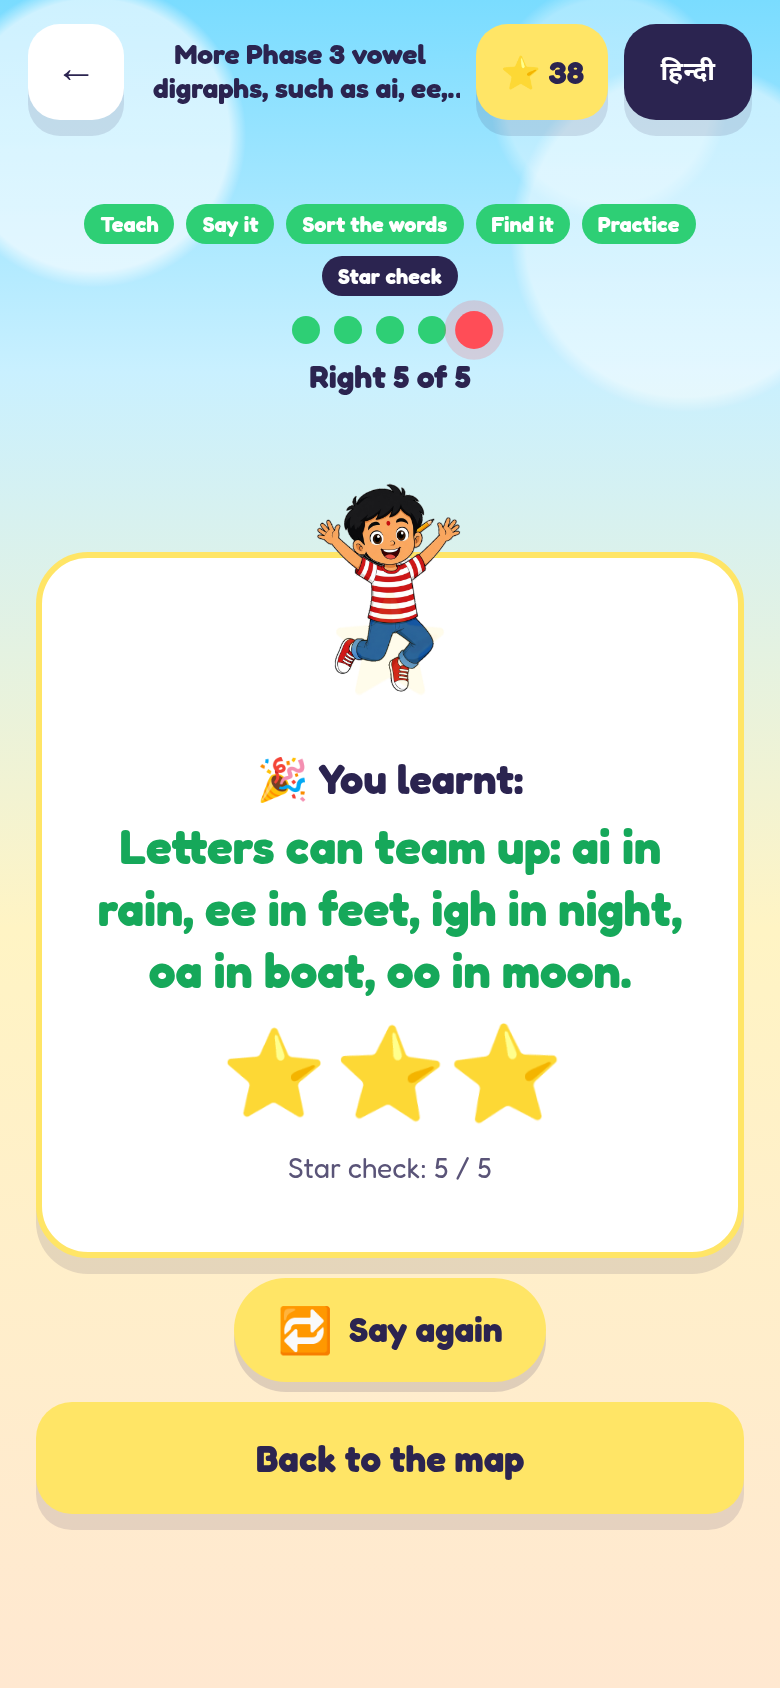 ←
More Phase 3 vowel
digraphs, such as ai, ee,..
⭐ 38
हिन्दी
Teach
Say it
Sort the words
Find it
Practice
Star check
Right 5 of 5
🎉 You learnt:
Letters can team up: ai in
rain, ee in feet, igh in night,
oa in boat, oo in moon.
Star check: 5 / 5
🔁 Say again
Back to the map